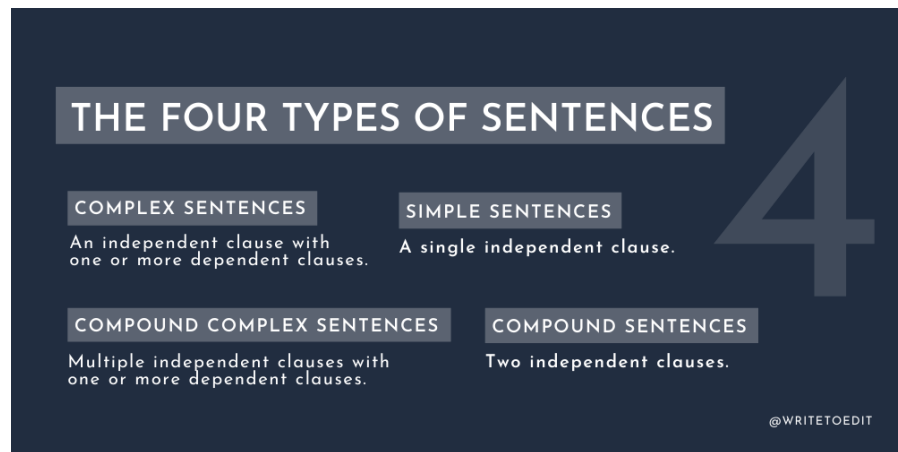 THE FOUR TYPES OF SENTENCES
4
COMPLEX SENTENCES
An independent clause with
one or more dependent clauses.
SIMPLE SENTENCES
A single independent clause.
COMPOUND COMPLEX SENTENCES
Multiple independent clauses with
one or more dependent clauses.
COMPOUND SENTENCES
Two independent clauses.
@WRITETOEDIT